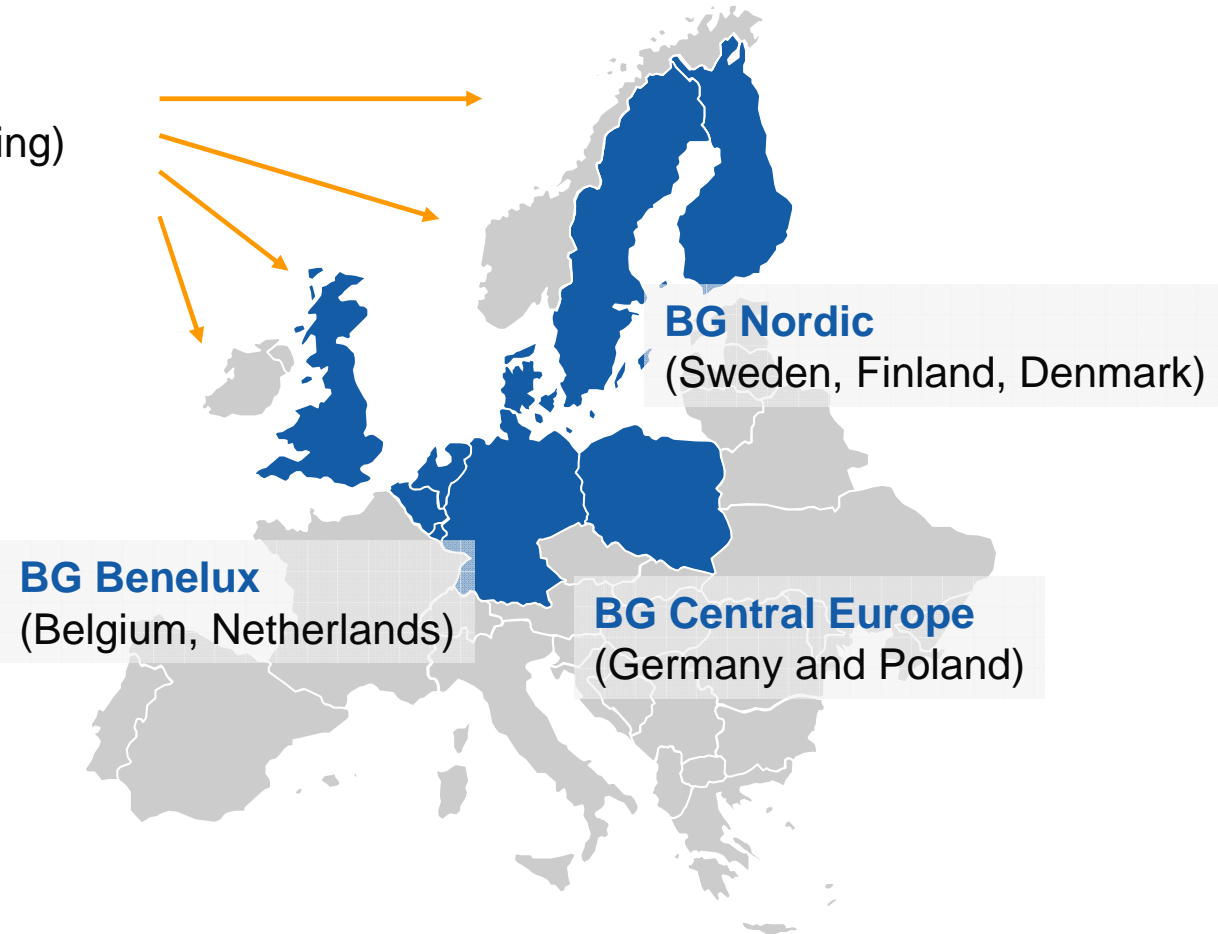 ing)
BG Nordic
(Sweden, Finland, Denmark)
BG Benelux
(Belgium, Netherlands)
BG Central Europe
(Germany and Poland)